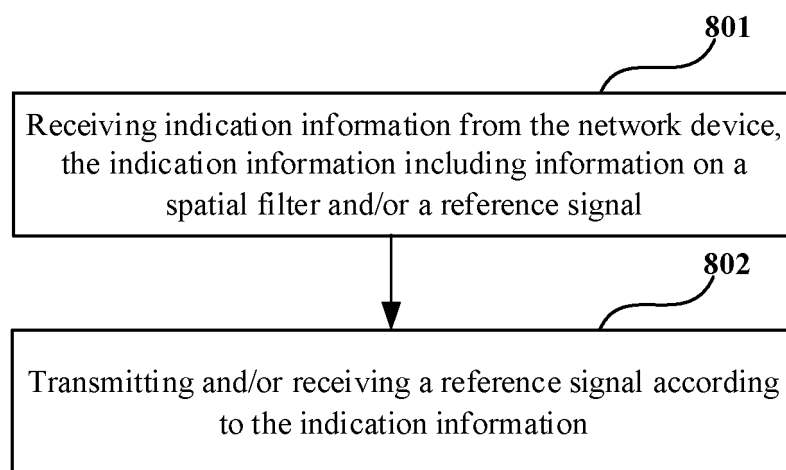 801
Receiving indication information from the network device,
the indication information including information on a
spatial filter and/or a reference signal
802
Transmitting and/or receiving a reference signal according
to the indication information